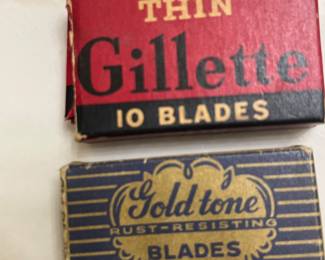 THIN
Gillette
10 BLADES
Gold tone
RUST-RESISTING
BLADES